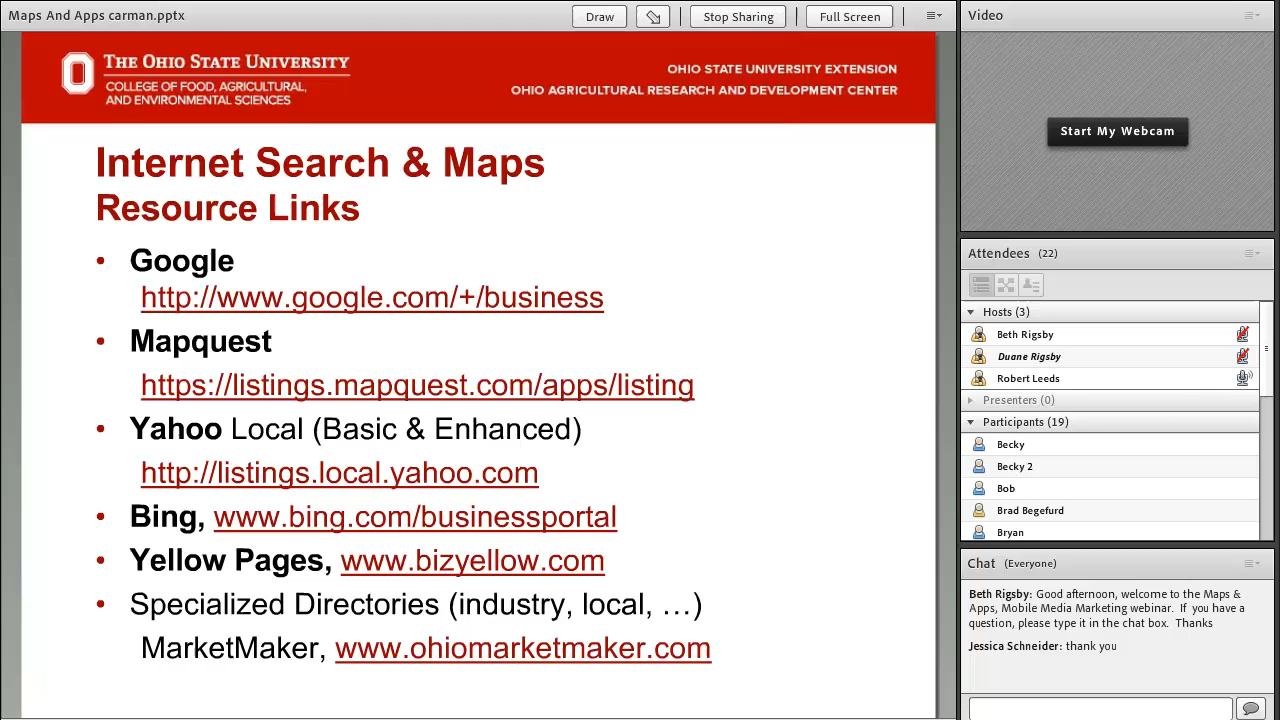 Maps And Apps carman.pptx
Draw
Stop Sharing
Full Screen
THE OHIO STATE UNIVERSITY
COLLEGE OF FOOD, AGRICULTURAL,
AND ENVIRONMENTAL SCIENCES
OHIO STATE UNIVERSITY EXTENSION
OHIO AGRICULTURAL RESEARCH AND DEVELOPMENT CENTER
Internet Search & Maps
Resource Links
• Google
http://www.google.com/+/business
• Mapquest
https://listings.mapquest.com/apps/listing
• Yahoo Local (Basic & Enhanced)
http://listings.local.yahoo.com
• Bing, www.bing.com/businessportal
• Yellow Pages, www.bizyellow.com
• Specialized Directories (industry, local, …)
MarketMaker, www.ohiomarketmaker.com
Video
Start My Webcam
Attendees (22)
Hosts (3)
Beth Rigsby
Duane Rigsby
Robert Leeds
Presenters (0)
Participants (19)
Becky
Becky 2
Bob
Brad Begefurd
Bryan
Chat (Everyone)
Beth Rigsby: Good afternoon, welcome to the Maps &
Apps, Mobile Media Marketing webinar. If you have a
question, please type it in the chat box. Thanks
Jessica Schneider: thank you